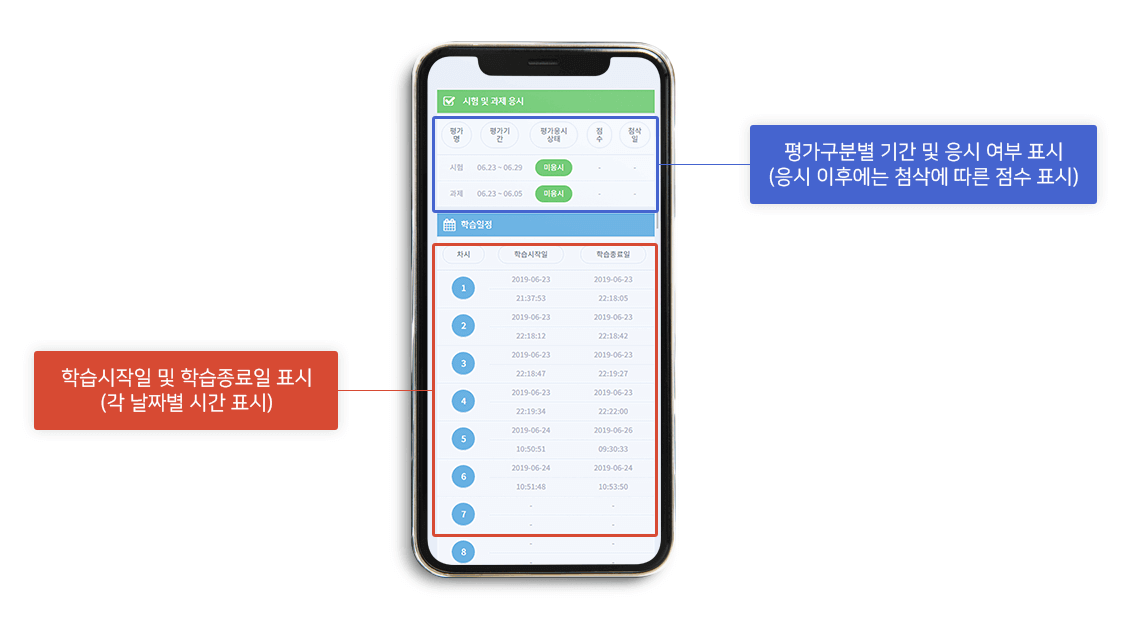 시험 및 과제 응시
평가명 평가기간 평가응시상태 점수 첨삭일
시험 06.23 ~ 06.29 미응시 - -
과제 06.23 ~ 06.05 미응시 - -
평가구분별 기간 및 응시 여부 표시
(응시 이후에는 첨삭에 따른 점수 표시)
학습일정
차시 학습시작일 학습종료일
1 2019-06-23 2019-06-23
21:37:53 22:18:05
2 2019-06-23 2019-06-23
22:18:12 22:18:42
3 2019-06-23 2019-06-23
22:18:47 22:19:27
4 2019-06-23 2019-06-23
22:19:34 22:22:00
5 2019-06-24 2019-06-26
10:50:51 09:30:33
6 2019-06-24 2019-06-24
10:51:48 10:53:50
7 - -
- -
8 - -
- -
학습시작일 및 학습종료일 표시
(각 날짜별 시간 표시)